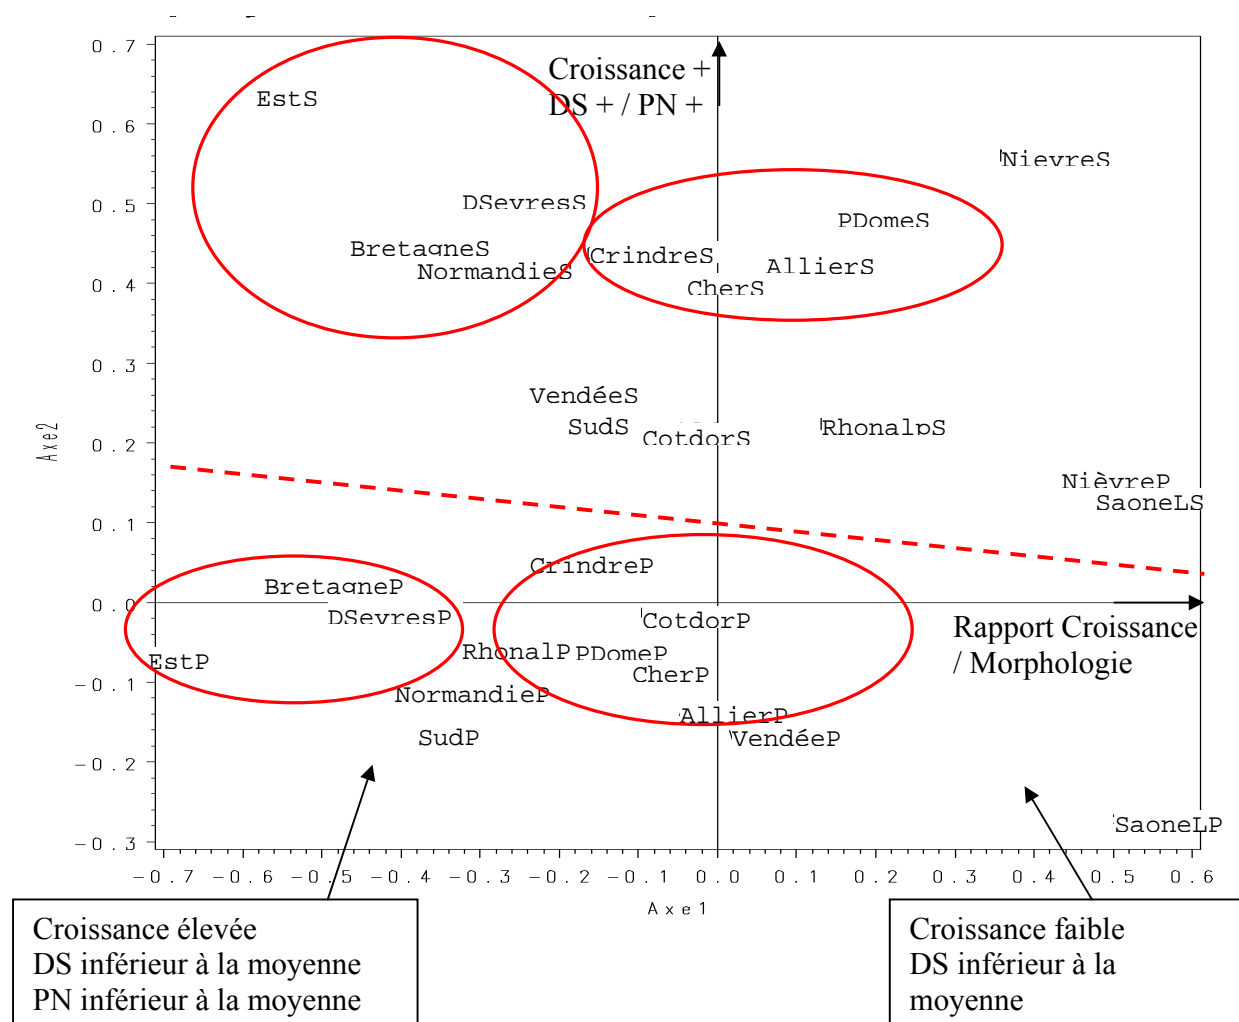 0.7
Croissance +
EstS
DS + / PN +
0.6
NievreS
0.5
DSevresS
PDomeS
BretagneS
CrindreS
NormandieS
AllierS
0.4
CherS
0.3
VendéeS
SudS
RhonalpS
Axe2
0.2
CotdorS
NièvreP
SaoneLS
0.1
CrindreP
BretagneP
0.0
DSevresP
CotdorP
Rapport Croissance
/ Morphologie
EstP
RhonalP
PDomeP
-0.1
CherP
NormandieP
AllierP
SudP
VendéeP
-0.2
SaoneLP
-0.3
-0.7 -0.6 -0.5 -0.4 -0.3 -0.2 -0.1 0.0 0.1 0.2 0.3 0.4 0.5 0.6
Axe1
Croissance élevée
DS inférieur à la moyenne
PN inférieur à la moyenne
Croissance faible
DS inférieur à la
moyenne